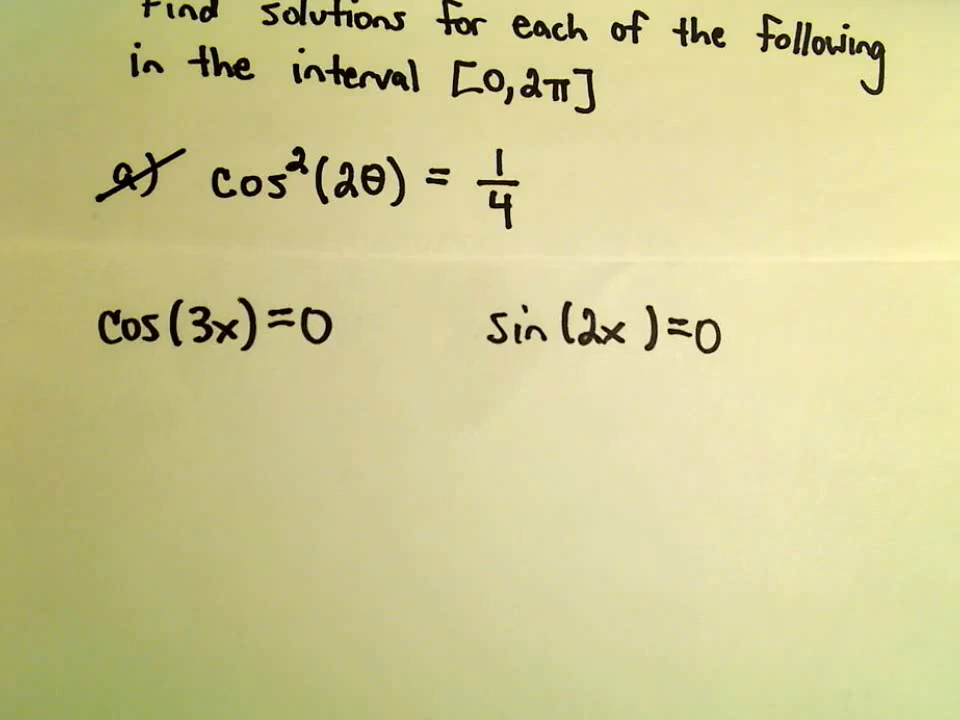 Find solutions for each of the following
in the interval [0,2π]
a) cos²(2θ) = 1/4
cos(3x)=0 sin(2x)=0